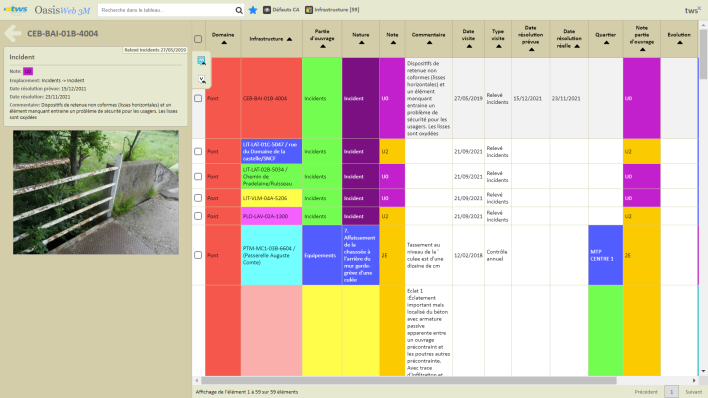 tws OasisWeb 3M
Recherche dans le tableau...
Défauts CA
Infrastructure [59]
tws
CEB-BAI-01B-4004
Relevé Incidents 27/05/2019
Incident
Note: U0
Emplacement: Incidents -> Incident
Date résolution prévue: 15/12/2021
Date résolution: 23/11/2021
Commentaire: Dispositifs de retenue non coformes (lisses
horizontales) et un élément manquant entraine un problème de
sécurité pour les usagers. Les lisses
sont oxydées
Domaine
Infrastructure
Partie
d'ouvrage
Nature
Note
Commentaire
Date
visite
Type
visite
Date
résolution
prévue
Date
résolution
réelle
Quartier
Note
partie
d'ouvrage
Evolution
Pont
CEB-BAI-01B-4004
Incidents
Incident
U0
Dispositifs de
retenue non
coformes (lisses
horizontales) et
un élément
manquant
entraine un
problème de
sécurité pour les
usagers. Les lisses
sont oxydées
27/05/2019
Relevé
incidents
15/12/2021
23/11/2021
U0
Pont
LIT-LAT-01C-5047 / rue
du Domaine de la
castelle/SNCF
Incidents
Incident
U2
21/09/2021
Relevé
incidents
U2
Pont
LIT-LAT-02B-5034 /
Chemin de
Pradelaine/Ruisseau
Incidents
Incident
U0
21/09/2021
Relevé
incidents
U0
Pont
LIT-VLM-04A-5206
Incidents
Incident
U0
21/09/2021
Relevé
incidents
U0
Pont
PLO-LAV-02A-1300
Incidents
Incident
U2
21/09/2021
Relevé
incidents
U2
Pont
PTM-MC1-03B-6604 /
(Passerelle Auguste
Comte)
Equipements
7.
Affaissement
de la
chaussée à
l'arrière du
mur garde-
grève d'une
culée
2E
Tassement au
niveau de la
culee est d'une
dizaine de cm
12/02/2018
Contrôle
annuel
MTP
CENTRE 1
2E
Eclat 1
:Éclatement
important mais
localisé du béton
avec armature
passive
apparente entre
un ouvrage
précontraint et
les poutres autres
précontrainte.
Avec trace
d'infiltration et
Affichage de l'élément 1 à 59 sur 59 éléments
Précédent
1
Suivant